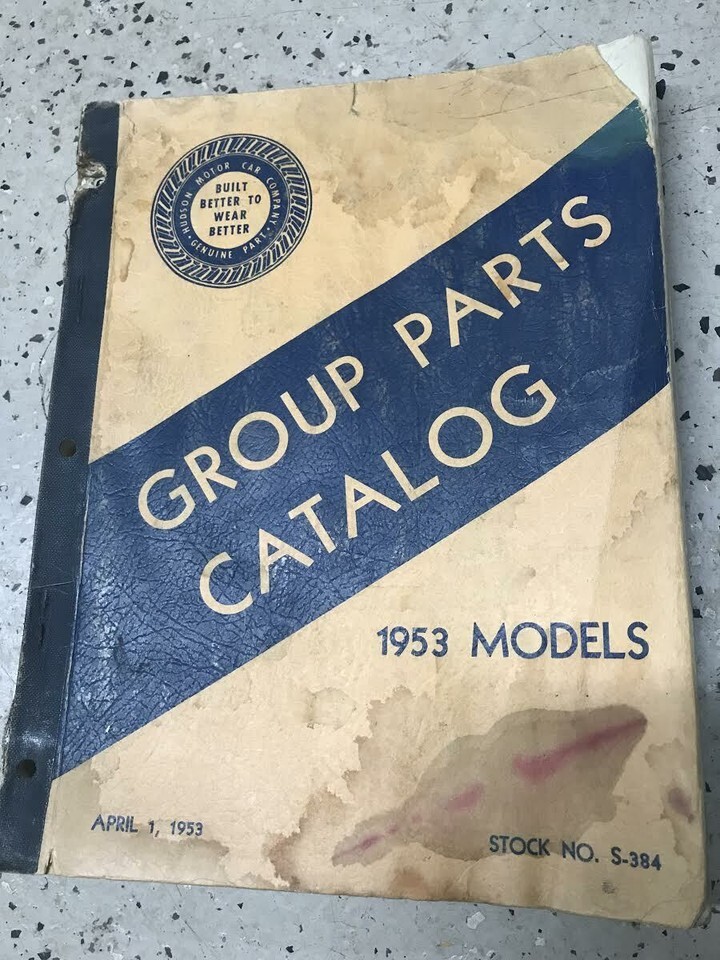 HUDSON MOTOR CAR COMPANY
• GENUINE PART •
BUILT
BETTER TO
WEAR
BETTER
GROUP PARTS
CATALOG
1953 MODELS
APRIL 1, 1953
STOCK NO. S-384